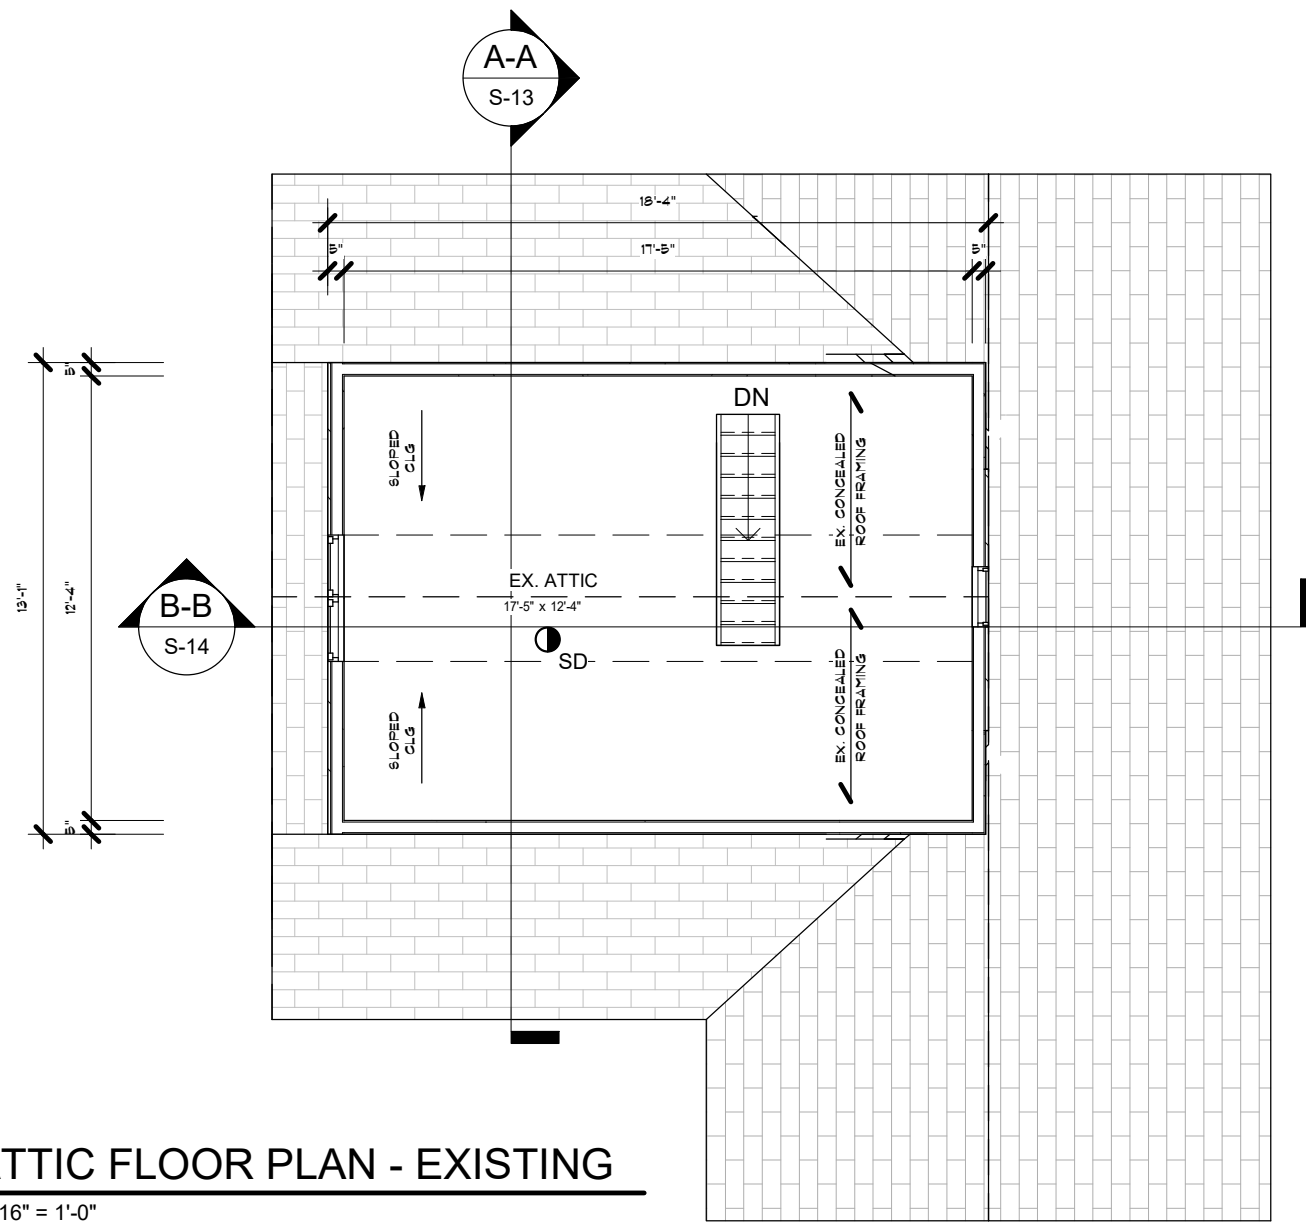 A-A
S-13
18'-4"
5"
17'-5"
5"
5"
13'-1"
12'-4"
5"
DN
SLOPED
CLG
EX. CONCEALED
ROOF FRAMING
B-B
S-14
EX. ATTIC
17'-5" x 12'-4"
SD
SLOPED
CLG
EX. CONCEALED
ROOF FRAMING
ATTIC FLOOR PLAN - EXISTING
16" = 1'-0"